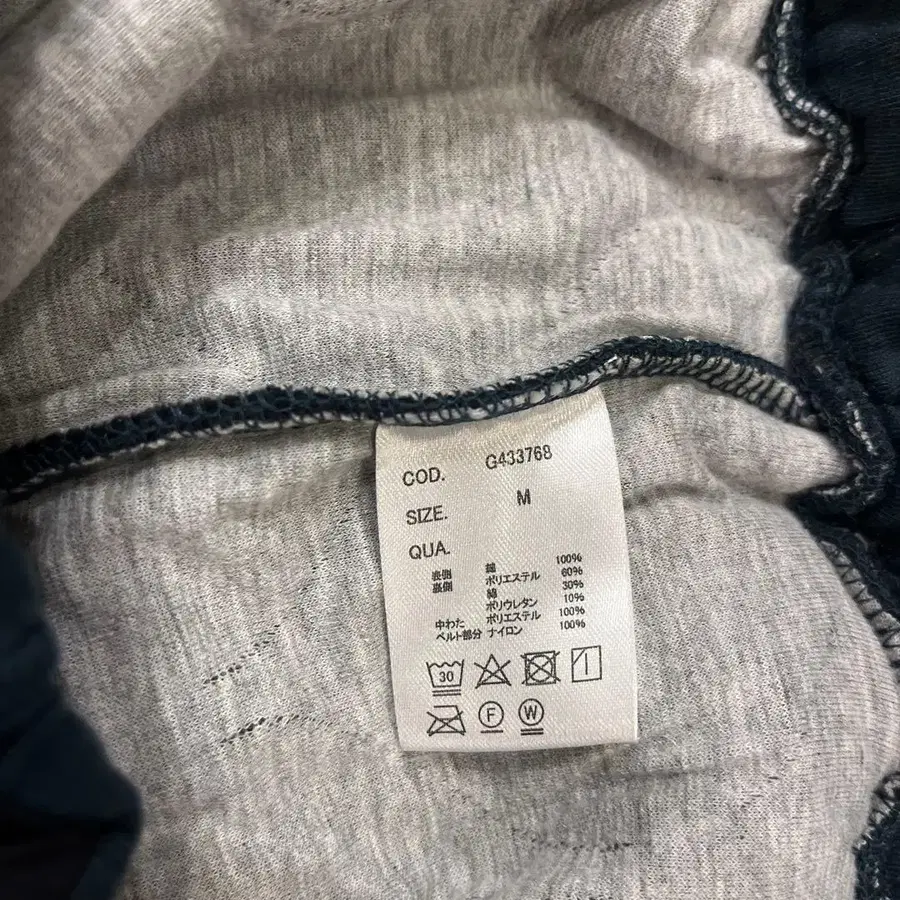 COD. G433768
SIZE. M
QUA.
表側 綿 100%
裏側 ポリエステル 60%
綿 30%
ポリウレタン 10%
中わた ポリエステル 100%
ベルト部分 ナイロン 100%
30
F W